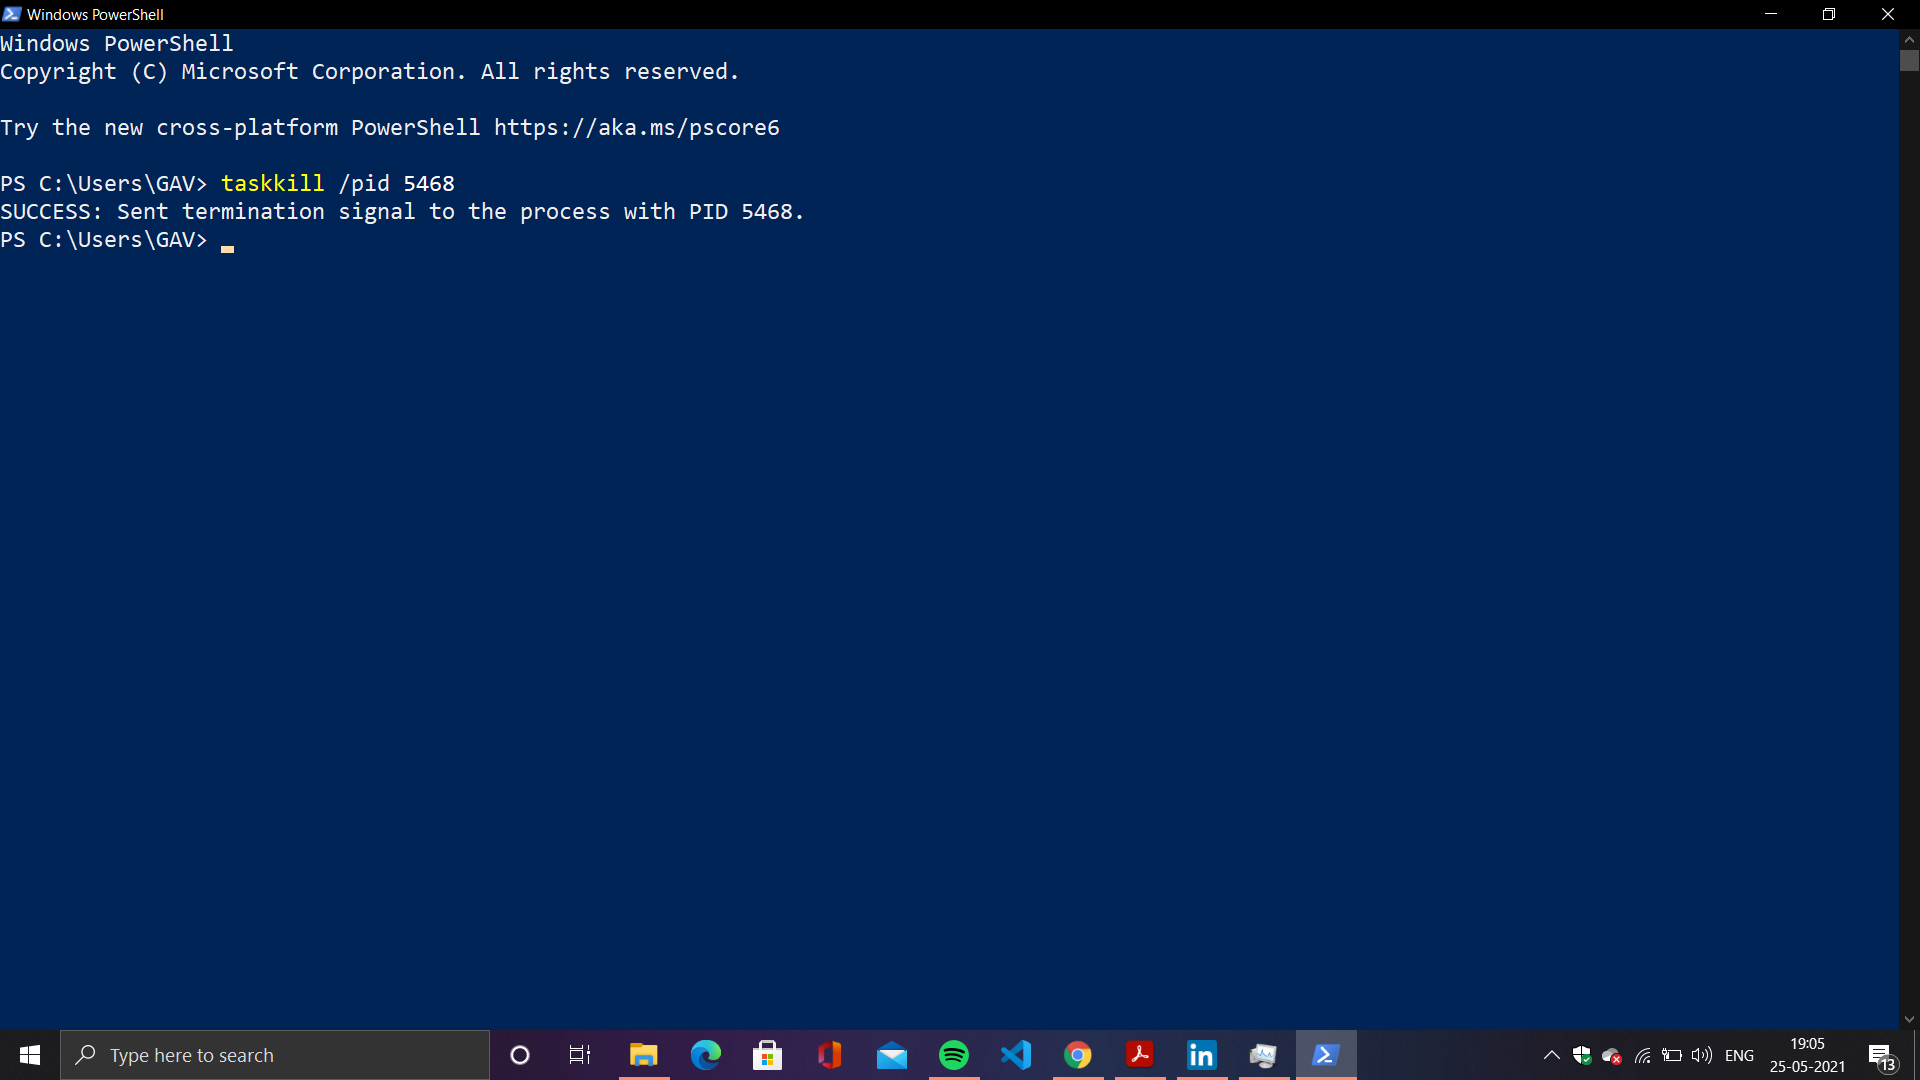 Windows PowerShell
Windows PowerShell
Copyright (C) Microsoft Corporation. All rights reserved.
Try the new cross-platform PowerShell https://aka.ms/pscore6
PS C:\Users\GAV> taskkill /pid 5468
SUCCESS: Sent termination signal to the process with PID 5468.
PS C:\Users\GAV>
Type here to search
in
ENG
19:05
25-05-2021
13